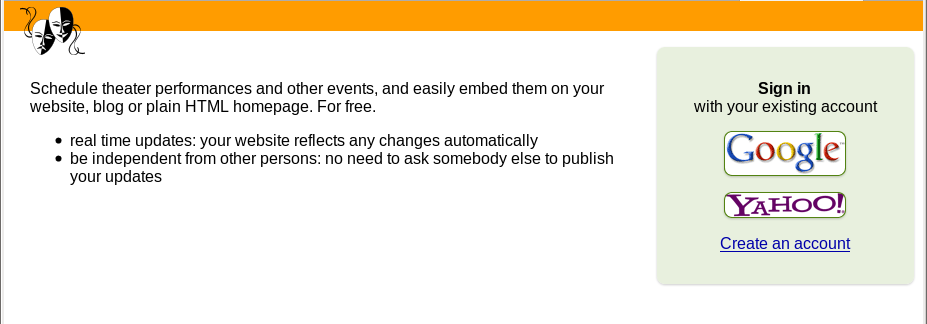 Schedule theater performances and other events, and easily embed them on your
website, blog or plain HTML homepage. For free.
real time updates: your website reflects any changes automatically
be independent from other persons: no need to ask somebody else to publish
your updates
Sign in
with your existing account
Google™
YAHOO!
Create an account